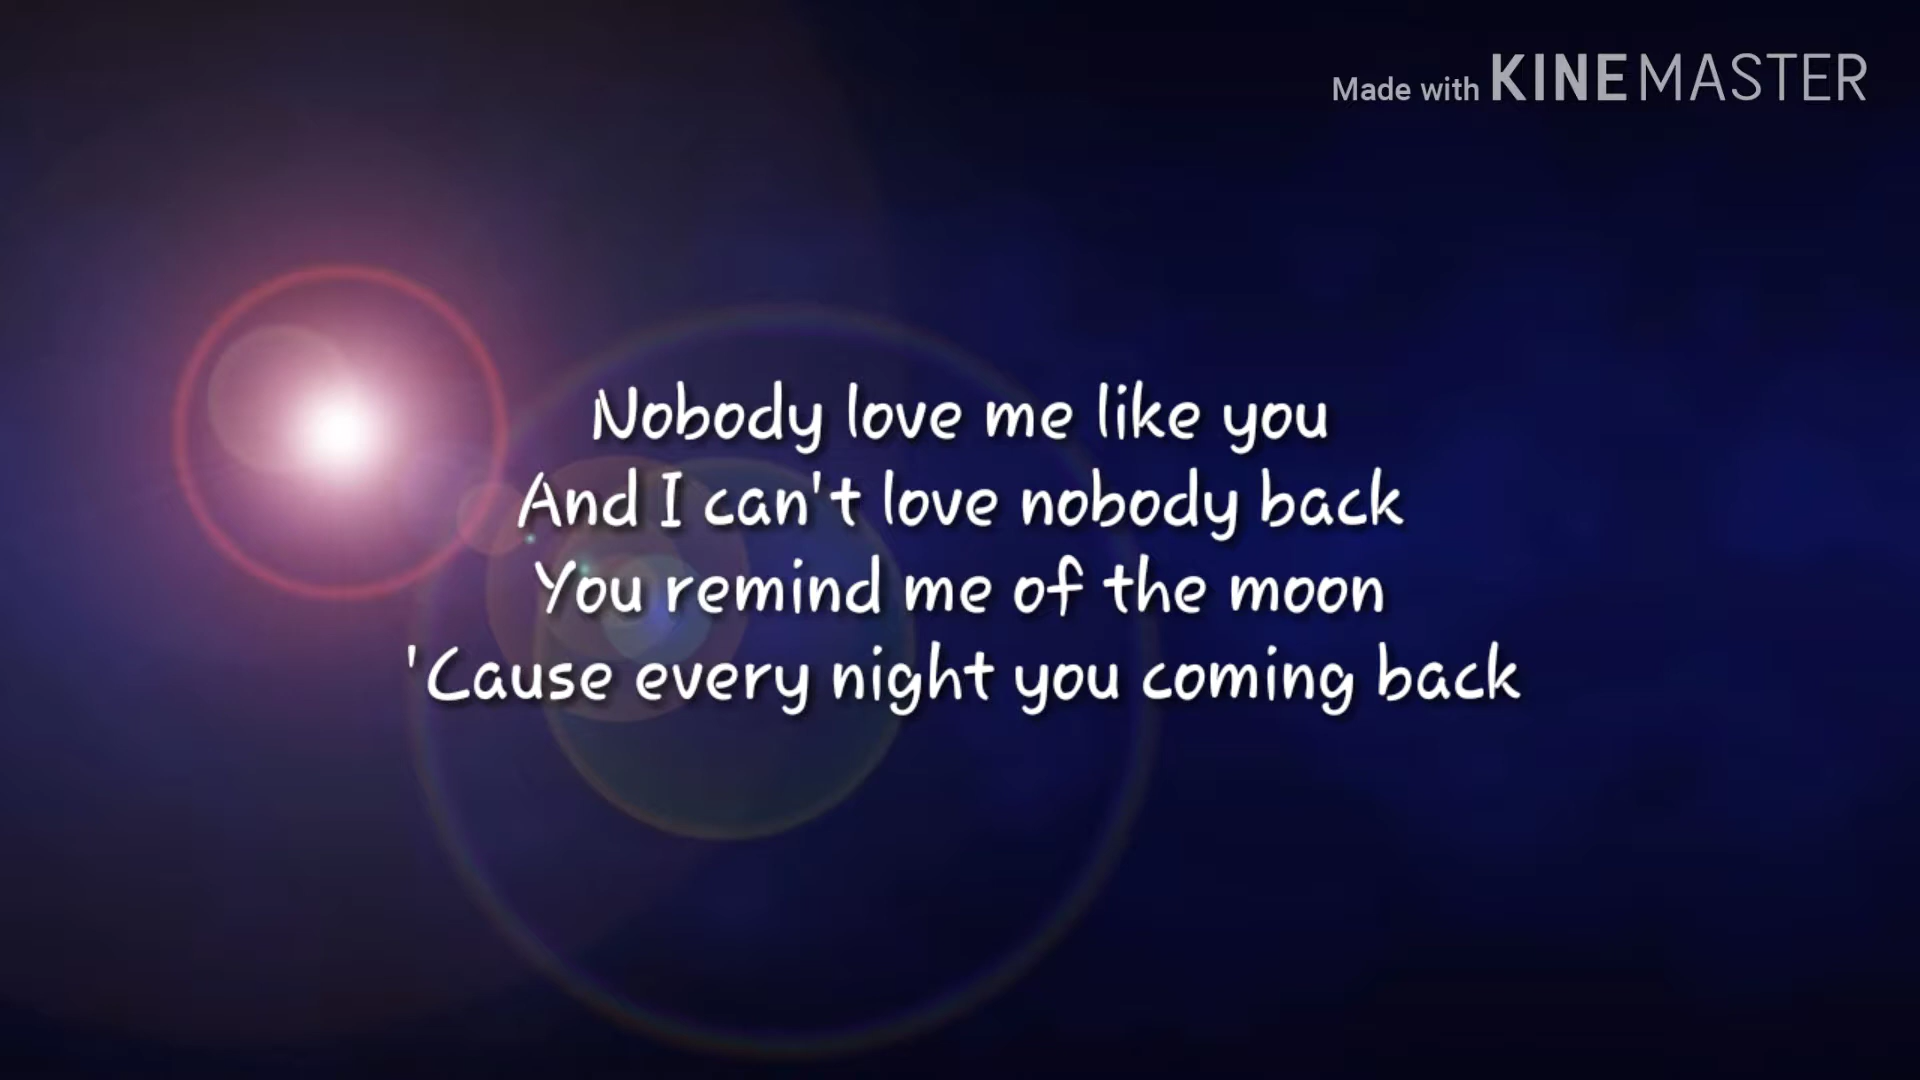 Made with KINEMASTER
Nobody love me like you
And I can't love nobody back
You remind me of the moon
'Cause every night you coming back